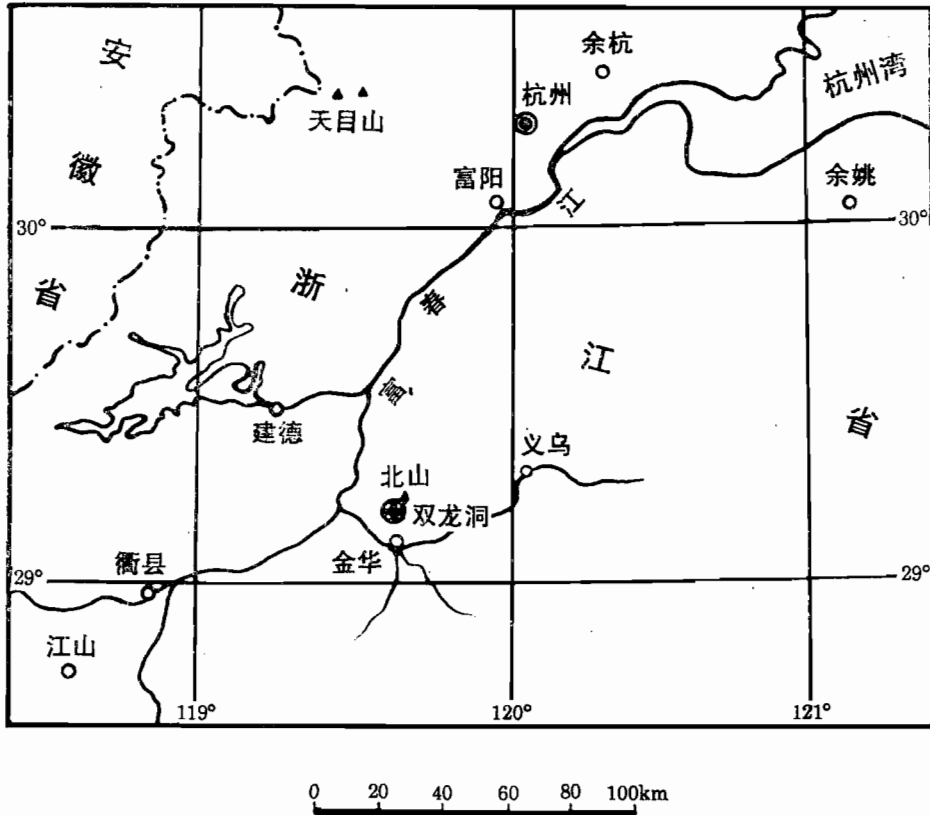 安徽省
余杭
杭州湾
杭州
天目山
富阳
余姚
30°
30°
浙江省
富春江
建德
义乌
北山
双龙洞
金华
衢县
29°
29°
江山
119°
120°
121°
0 20 40 60 80 100km